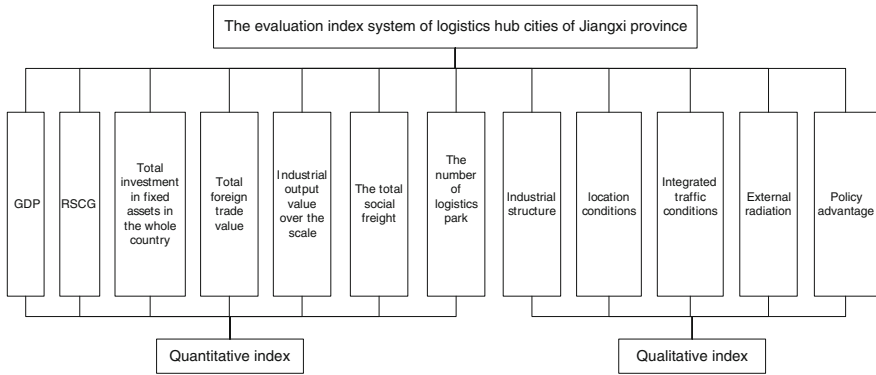 The evaluation index system of logistics hub cities of Jiangxi province
GDP
RSCG
Total
investment
in fixed
assets in
the whole
country
Total
foreign
trade
value
Industrial
output
value
over the
scale
The total
social
freight
The
number
of
logistics
park
Industrial
structure
location
conditions
Integrated
traffic
conditions
External
radiation
Policy
advantage
Quantitative index
Qualitative index